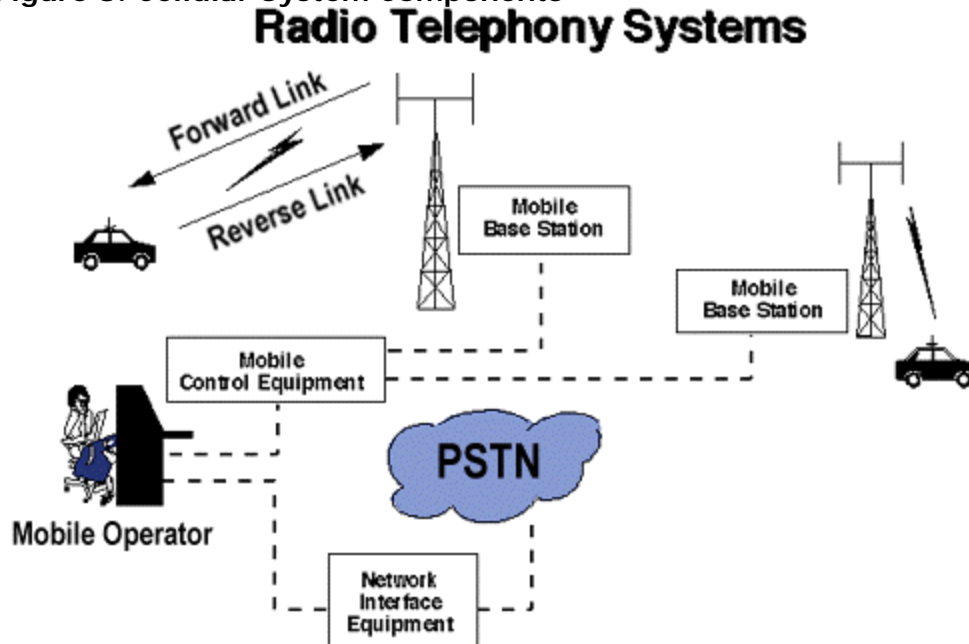 Radio Telephony Systems
Forward Link
Reverse Link
Mobile
Base Station
Mobile
Base Station
Mobile
Control Equipment
PSTN
Mobile Operator
Network
Interface
Equipment